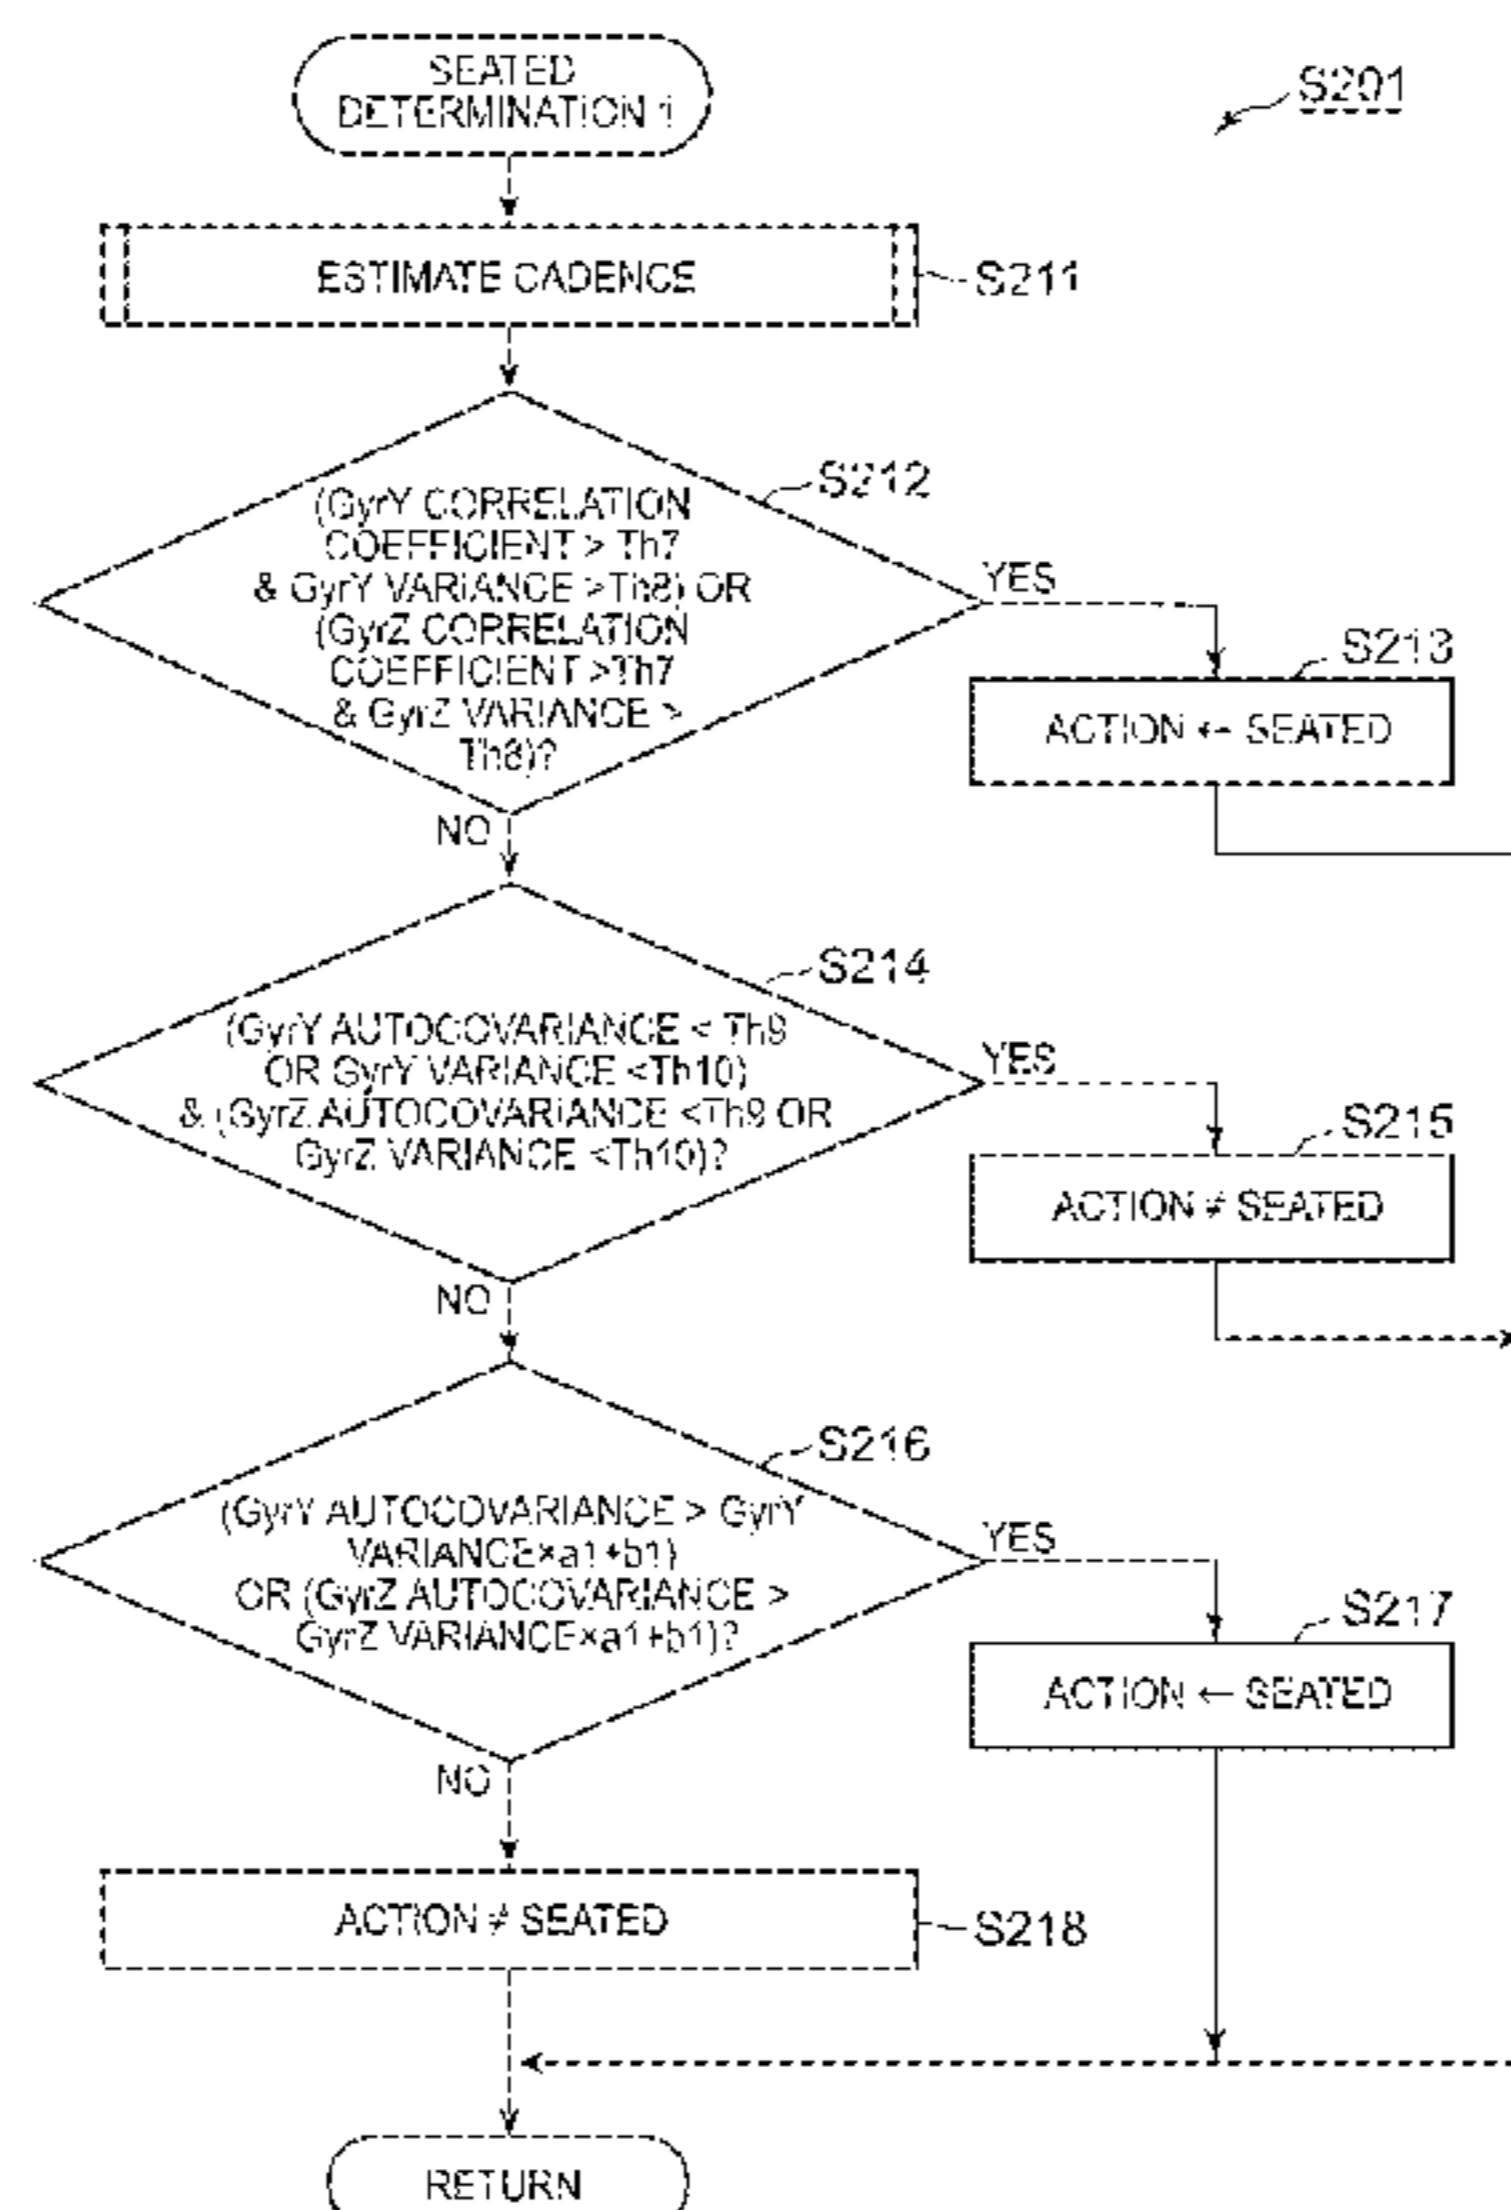 SEATED
DETERMINATION 1
S201
ESTIMATE CADENCE
S211
S212
(GyrY CORRELATION
COEFFICIENT > Th7
& GyrY VARIANCE >Th8) OR
(GyrZ CORRELATION
COEFFICIENT >Th7
& GyrZ VARIANCE >
Th8)?
YES
NO
S213
ACTION ← SEATED
S214
(GyrY AUTOCOVARIANCE < Th9
OR GyrY VARIANCE <Th10)
& (GyrZ AUTOCOVARIANCE <Th9 OR
GyrZ VARIANCE <Th10)?
YES
NO
S215
ACTION ≠ SEATED
S216
(GyrY AUTOCOVARIANCE > GyrY
VARIANCE×a1+b1)
OR (GyrZ AUTOCOVARIANCE >
GyrZ VARIANCE×a1+b1)?
YES
NO
S217
ACTION ← SEATED
ACTION ≠ SEATED
S218
RETURN